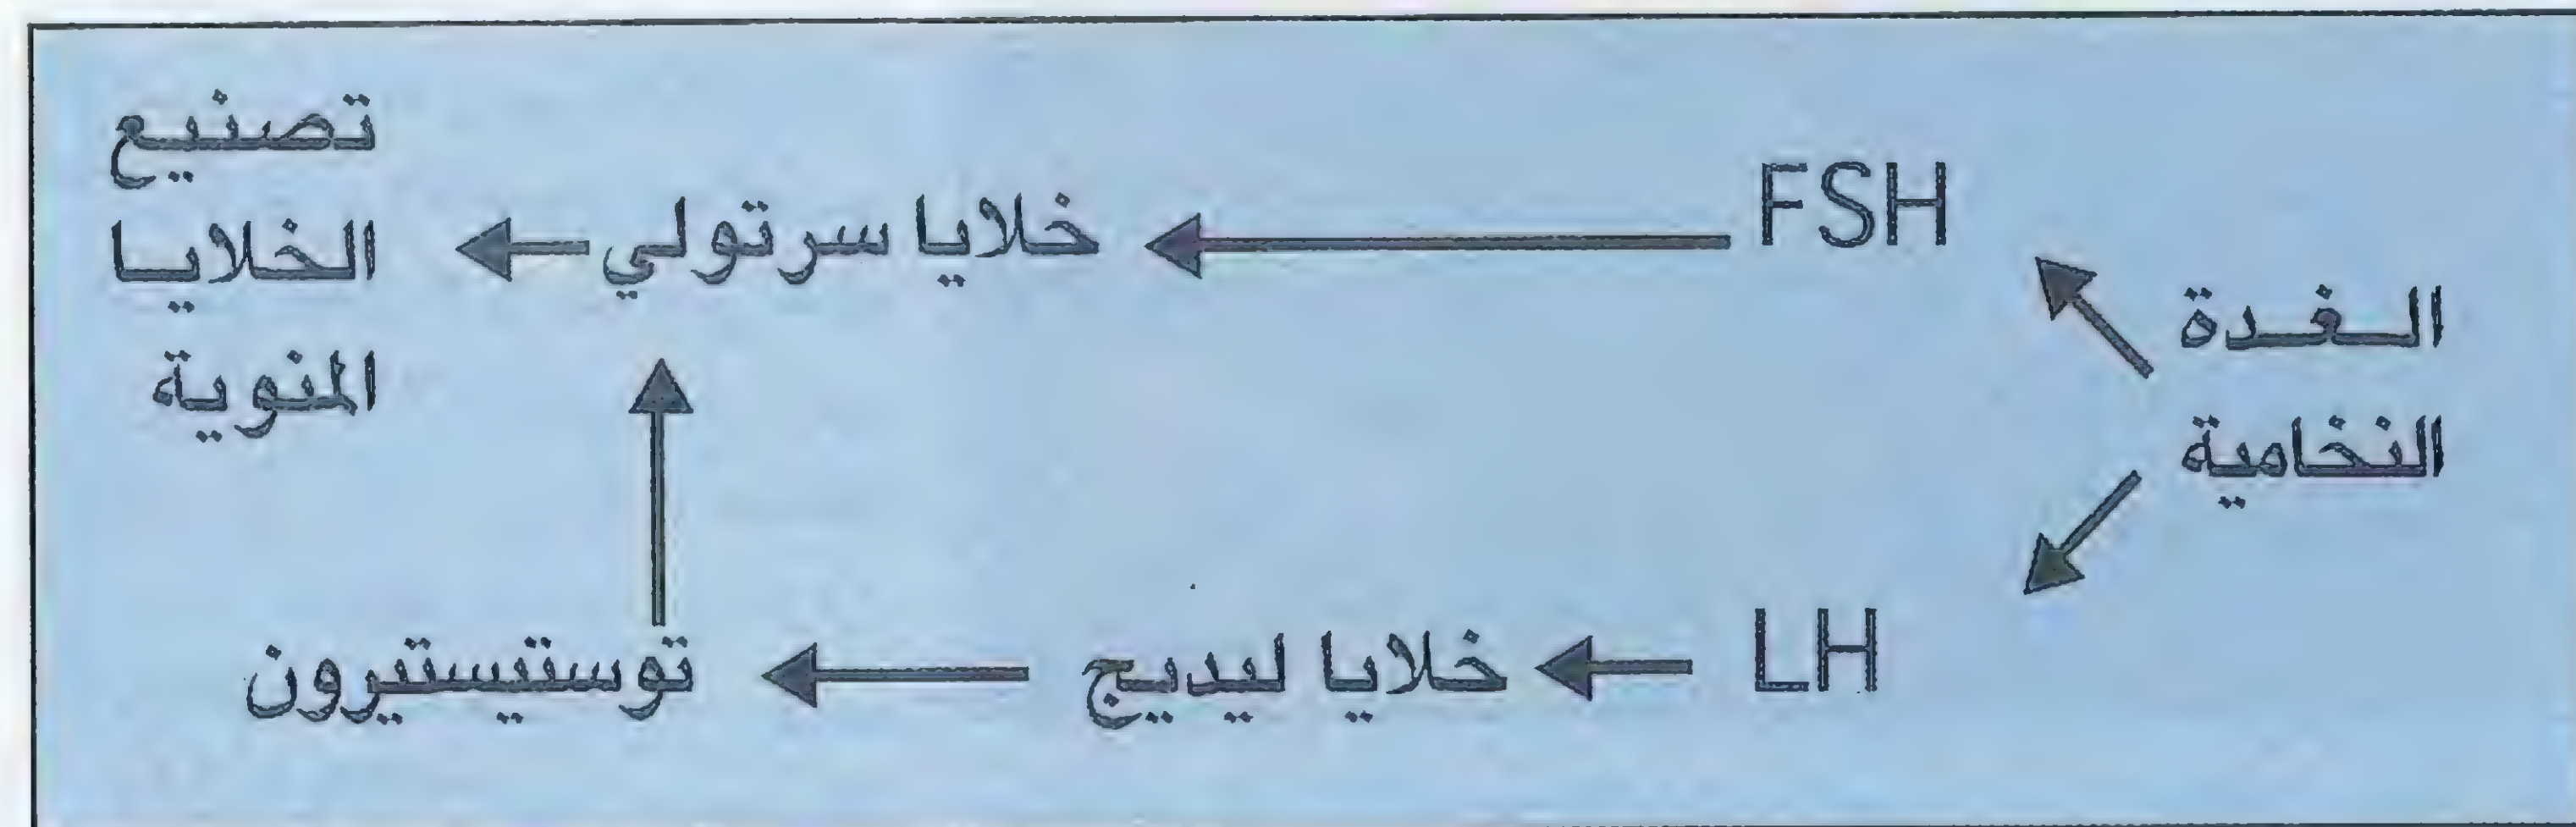 الغدة
النخامية
FSH
خلايا سرتولي
تصنيع
الخلايا
المنوية
LH
خلايا ليديج
توستيستيرون